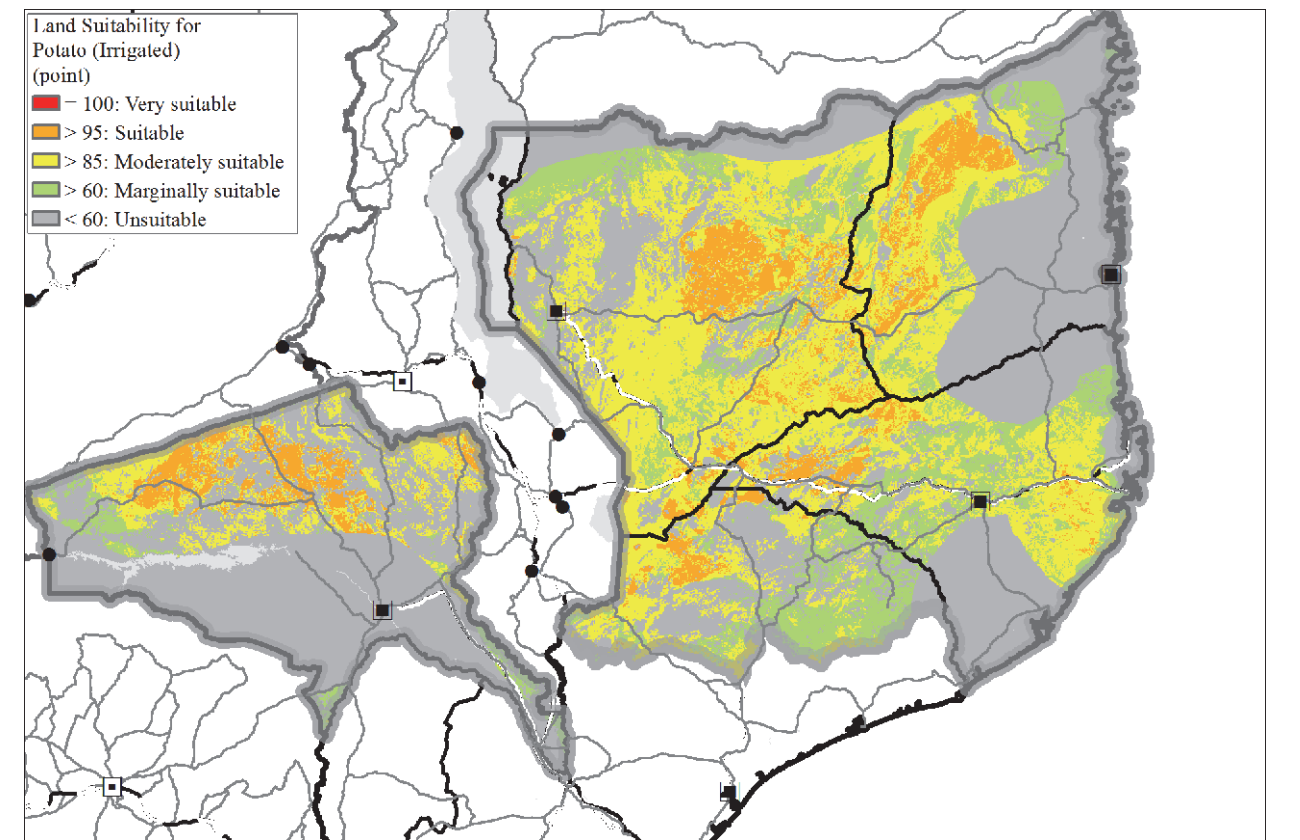 Land Suitability for
Potato (Irrigated)
(point)
= 100: Very suitable
> 95: Suitable
> 85: Moderately suitable
> 60: Marginally suitable
< 60: Unsuitable